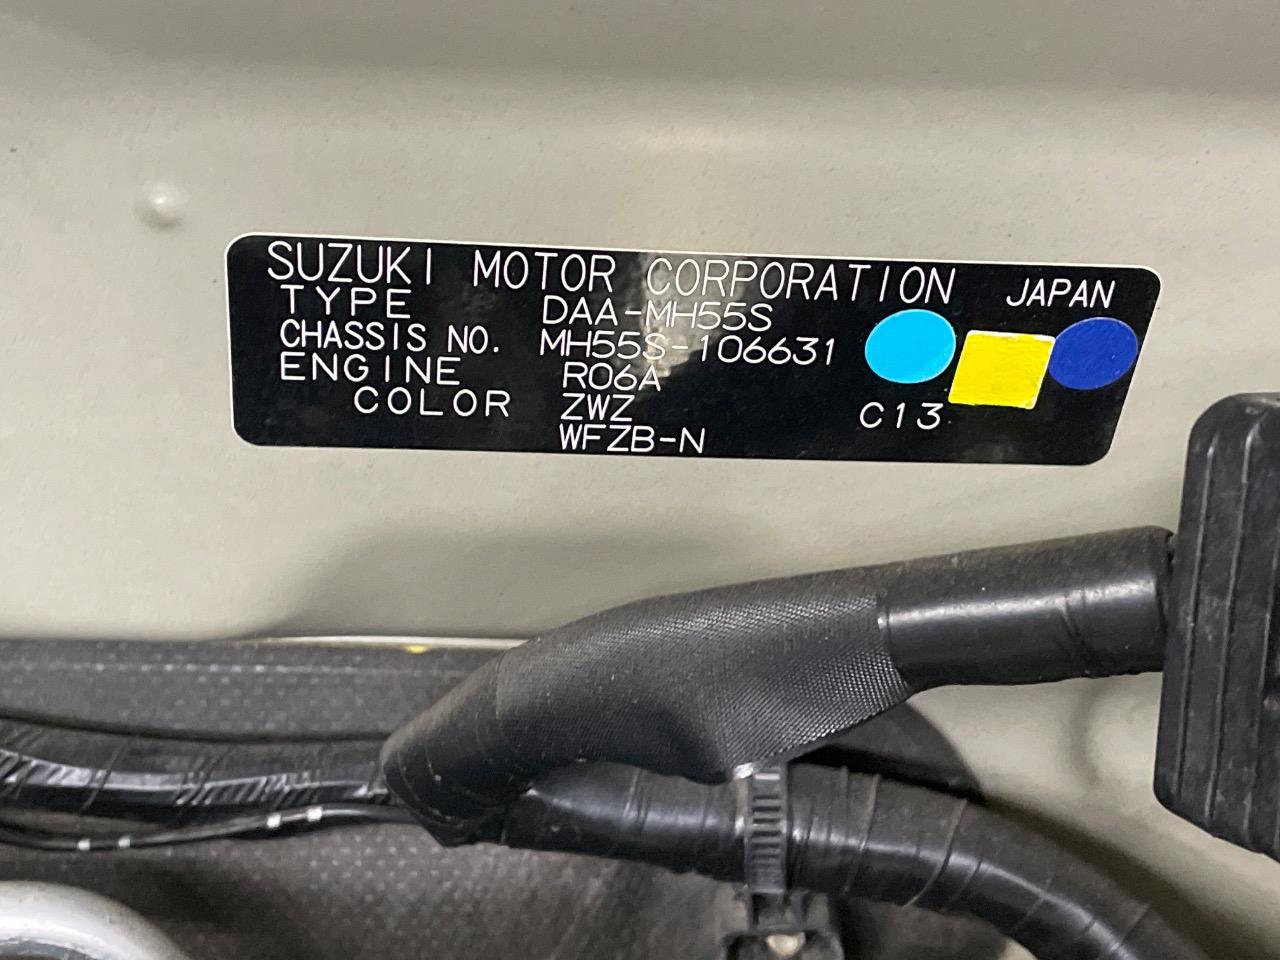 SUZUKI MOTOR CORPORATION JAPAN
TYPE DAA-MH55S
CHASSIS NO. MH55S-106631
ENGINE R06A
COLOR ZWZ C13
WFZB-N